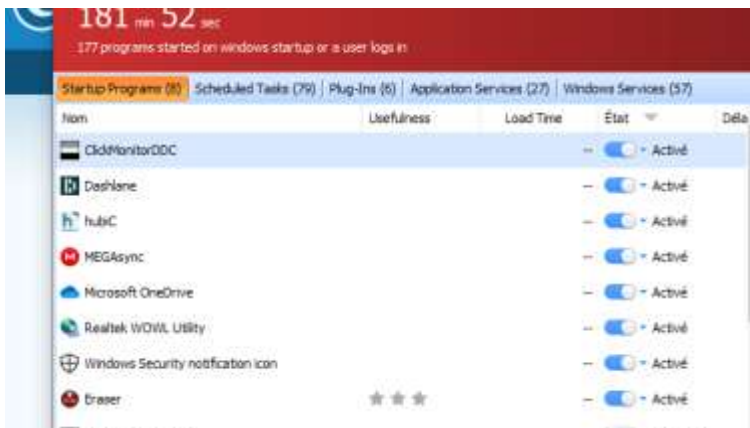 181 min 52 sec
177 programs started on windows startup or a user logs in
Startup Programs (8) Scheduled Tasks (79) Plug-Ins (6) Application Services (27) Windows Services (57)
Nom Usefulness Load Time État Déla
ClickMonitorDDC -- Activé
Dashlane -- Activé
hubiC -- Activé
MEGAsync -- Activé
Microsoft OneDrive -- Activé
Realtek WOWL Utility -- Activé
Windows Security notification icon -- Activé
Eraser -- Activé